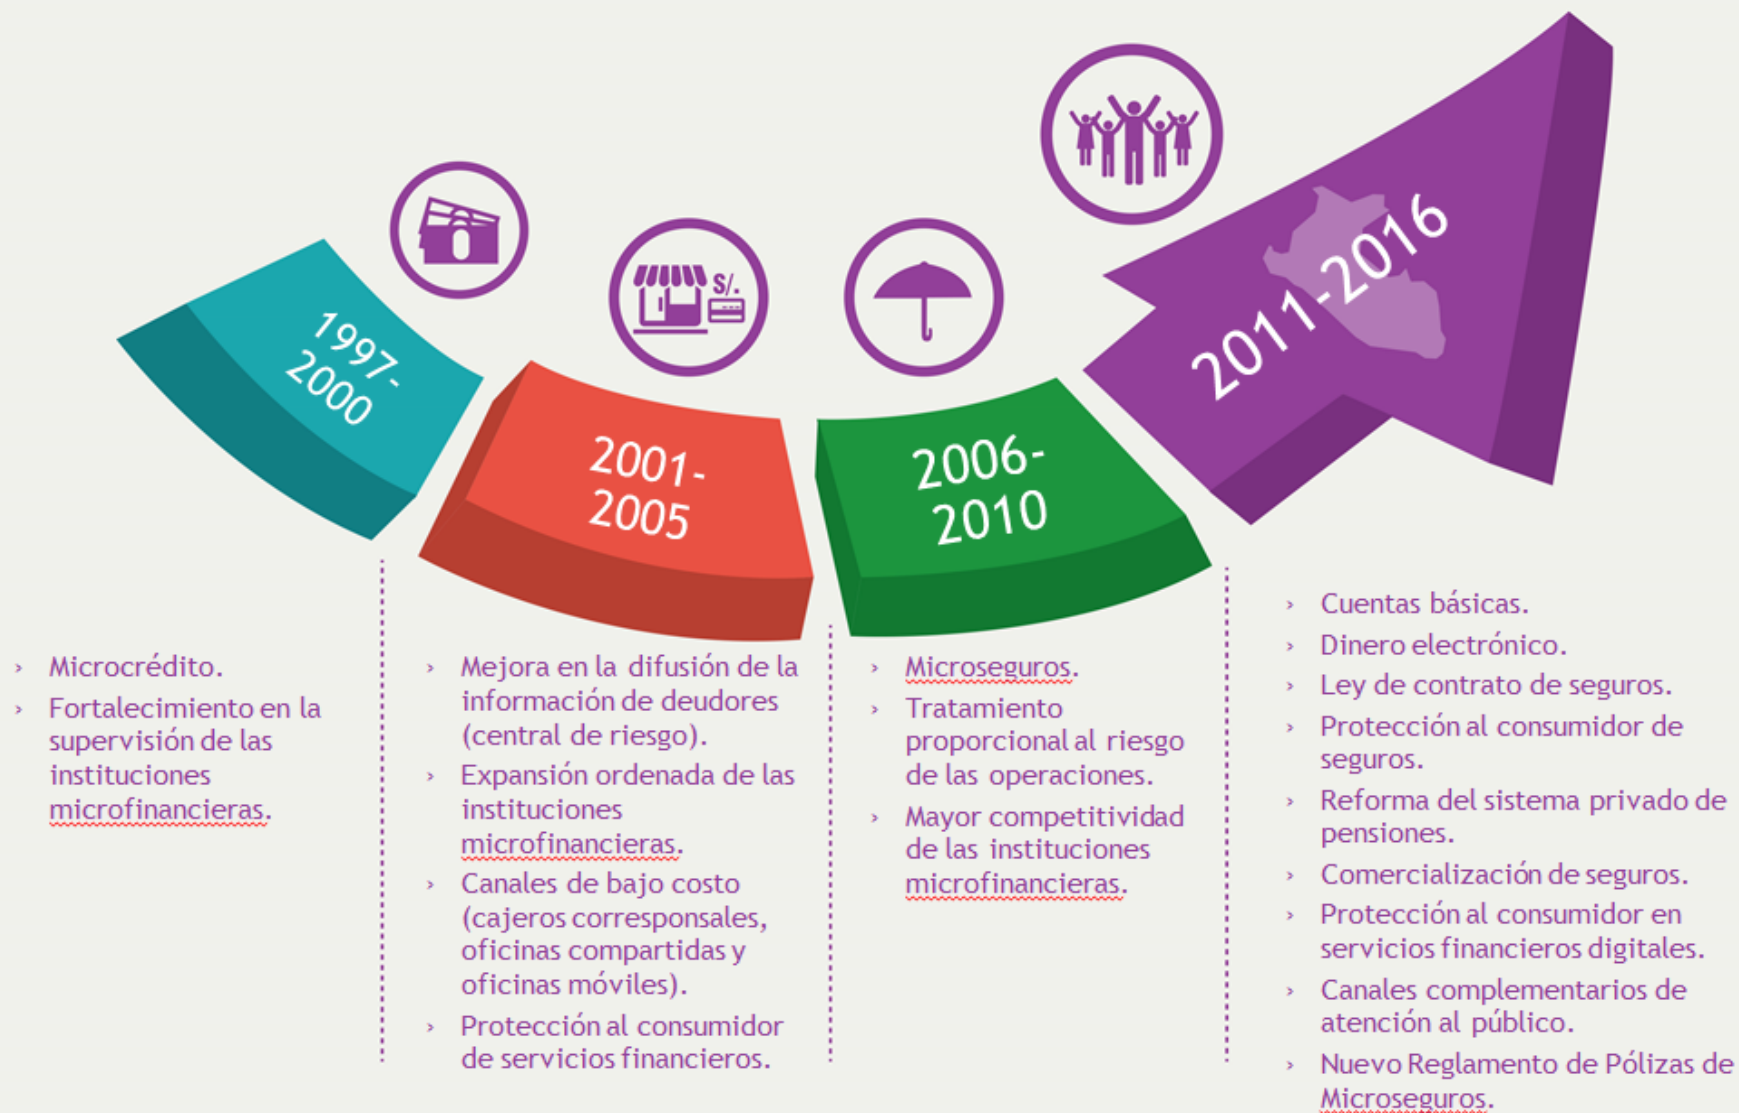 1997-
2000
S/.
2001-
2005
2006-
2010
2011-2016
› Microcrédito.
› Fortalecimiento en la
supervisión de las
instituciones
microfinancieras.
› Mejora en la difusión de la
información de deudores
(central de riesgo).
› Expansión ordenada de las
instituciones
microfinancieras.
› Canales de bajo costo
(cajeros corresponsales,
oficinas compartidas y
oficinas móviles).
› Protección al consumidor
de servicios financieros.
› Microseguros.
› Tratamiento
proporcional al riesgo
de las operaciones.
› Mayor competitividad
de las instituciones
microfinancieras.
› Cuentas básicas.
› Dinero electrónico.
› Ley de contrato de seguros.
› Protección al consumidor de
seguros.
› Reforma del sistema privado de
pensiones.
› Comercialización de seguros.
› Protección al consumidor en
servicios financieros digitales.
› Canales complementarios de
atención al público.
› Nuevo Reglamento de Pólizas de
Microseguros.